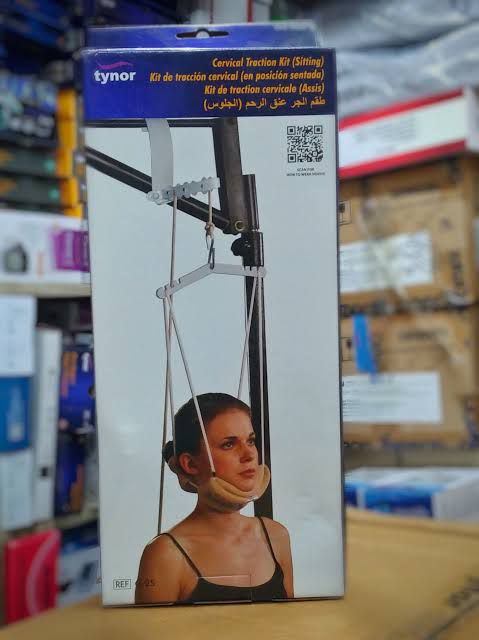 tynor
Cervical Traction Kit (Sitting)
Kit de tracción cervical (en posición sentada)
Kit de traction cervicale (Assis)
طقم الجر عنق الرحم (الجلوس)
SCAN FOR
HOW TO WEAR VIDEOS
REF